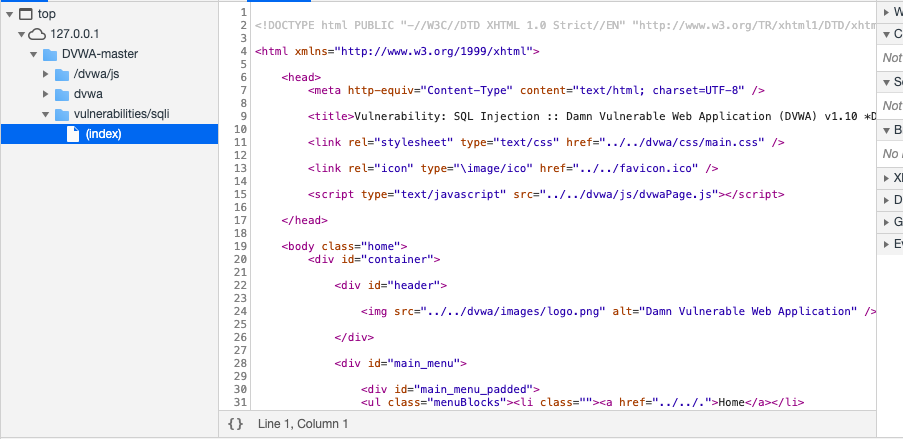 top
127.0.0.1
DVWA-master
/dvwa/js
dvwa
vulnerabilities/sqli
(index)
1
2 <!DOCTYPE html PUBLIC "-//W3C//DTD XHTML 1.0 Strict//EN" "http://www.w3.org/TR/xhtml1/DTD/xhtm
3
4 <html xmlns="http://www.w3.org/1999/xhtml">
5
6 <head>
7 <meta http-equiv="Content-Type" content="text/html; charset=UTF-8" />
8
9 <title>Vulnerability: SQL Injection :: Damn Vulnerable Web Application (DVWA) v1.10 *D
10
11 <link rel="stylesheet" type="text/css" href="../../dvwa/css/main.css" />
12
13 <link rel="icon" type="\image/ico" href="../../favicon.ico" />
14
15 <script type="text/javascript" src="../../dvwa/js/dvwaPage.js"></script>
16
17 </head>
18
19 <body class="home">
20 <div id="container">
21
22 <div id="header">
23
24 <img src="../../dvwa/images/logo.png" alt="Damn Vulnerable Web Application" />
25
26 </div>
27
28 <div id="main_menu">
29
30 <div id="main_menu_padded">
31 <ul class="menuBlocks"><li class=""><a href="../../.">Home</a></li>
{} Line 1, Column 1
W
C
Not
So
Not
B
No
XI
D
G
Ev